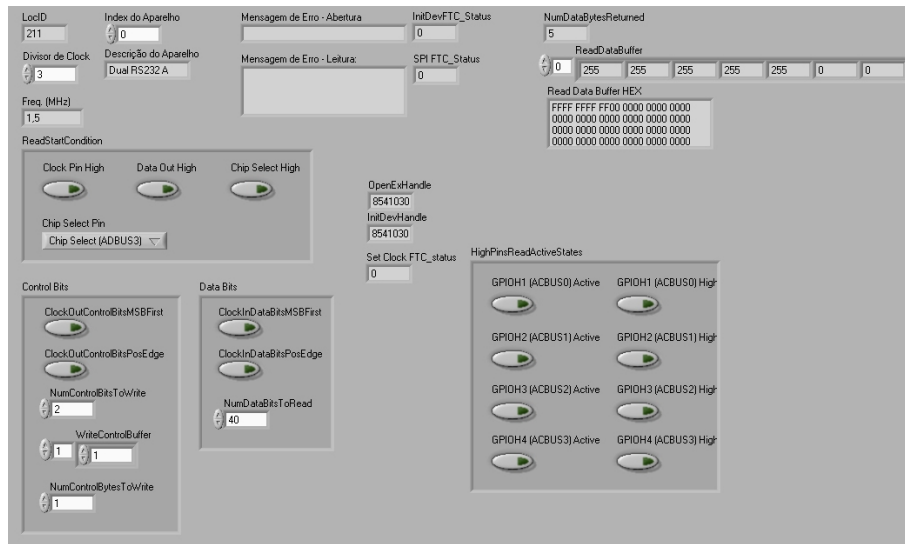 LocID
211
Index do Aparelho
0
Mensagem de Erro - Abertura
InitDevFTC_Status
0
NumDataBytesReturned
5
Divisor de Clock
3
Descrição do Aparelho
Dual RS232 A
Mensagem de Erro - Leitura:
SPI FTC_Status
0
ReadDataBuffer
0
255
255
255
255
255
0
0
Freq. (MHz)
1,5
Read Data Buffer HEX
FFFF FFFF FF00 0000 0000 0000
0000 0000 0000 0000 0000 0000
0000 0000 0000 0000 0000 0000
0000 0000 0000 0000 0000 0000
ReadStartCondition
Clock Pin High
Data Out High
Chip Select High
Chip Select Pin
Chip Select (ADBUS3)
OpenExHandle
8541030
InitDevHandle
8541030
Set Clock FTC_status
0
HighPinsReadActiveStates
GPIOH1 (ACBUS0) Active
GPIOH1 (ACBUS0) High
GPIOH2 (ACBUS1) Active
GPIOH2 (ACBUS1) High
GPIOH3 (ACBUS2) Active
GPIOH3 (ACBUS2) High
GPIOH4 (ACBUS3) Active
GPIOH4 (ACBUS3) High
Control Bits
ClockOutControlBitsMSBFirst
ClockOutControlBitsPosEdge
NumControlBitsToWrite
2
WriteControlBuffer
1
1
NumControlBytesToWrite
1
Data Bits
ClockInDataBitsMSBFirst
ClockInDataBitsPosEdge
NumDataBitsToRead
40